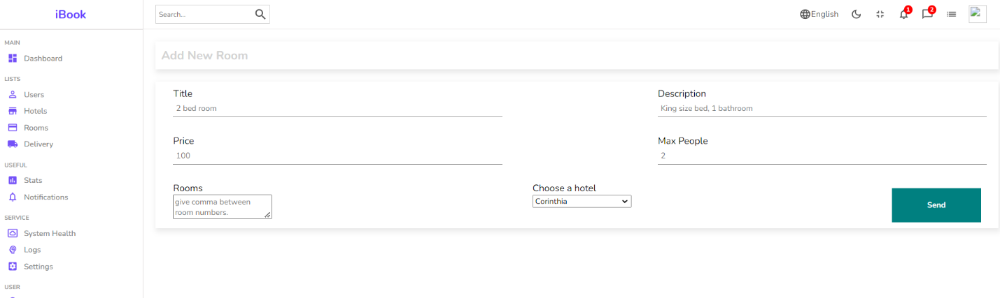 iBook
Search...
English
1
2
MAIN
Dashboard
LISTS
Users
Hotels
Rooms
Delivery
USEFUL
Stats
Notifications
SERVICE
System Health
Logs
Settings
USER
Add New Room
Title
2 bed room
Description
King size bed, 1 bathroom
Price
100
Max People
2
Rooms
give comma between
room numbers.
Choose a hotel
Corinthia
Send